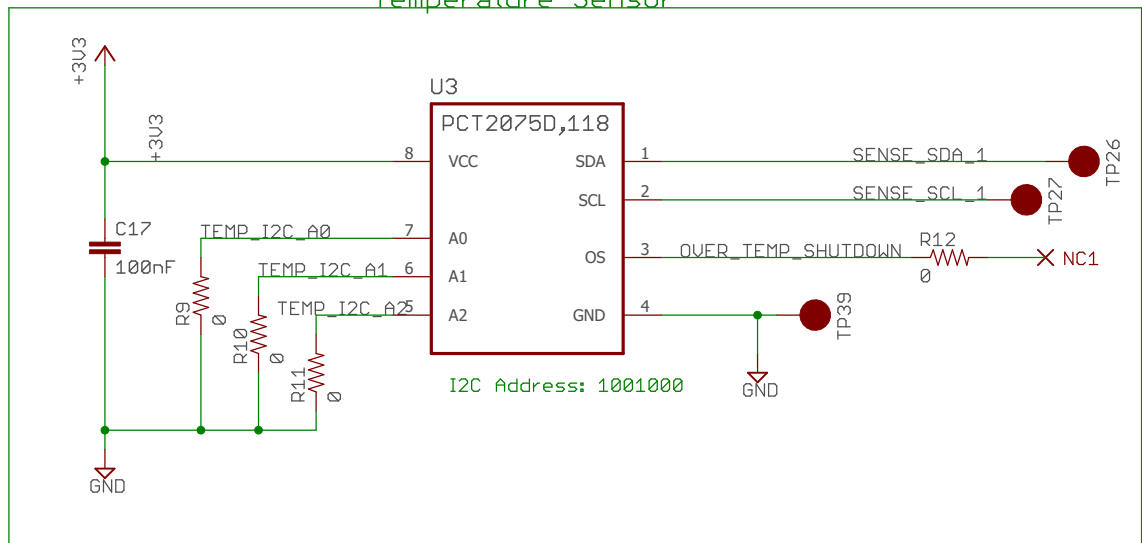 Temperature Sensor
+3V3
+3V3
U3
PCT2075D,118
8
VCC
SDA
1
SENSE_SDA_1
TP26
SCL
2
SENSE_SCL_1
TP27
C17
100nF
TEMP_I2C_A0
7
A0
OS
3
OVER_TEMP_SHUTDOWN
R12
0
NC1
TEMP_I2C_A1
6
A1
TEMP_I2C_A2
5
A2
GND
4
TP39
R9
0
R10
0
R11
0
I2C Address: 1001000
GND
GND